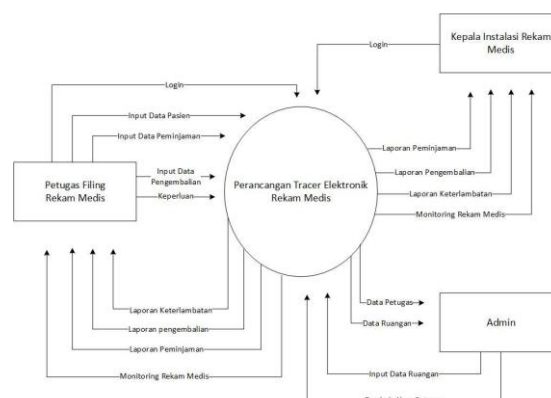 Kepala Instalasi Rekam
Medis
Login
Login
Input Data Pasien
Input Data Peminjaman
Laporan Peminjaman
Input Data
Pengembalian
Laporan Pengembalian
Petugas Filing
Rekam Medis
Perancangan Tracer Elektronik
Rekam Medis
Keperluan
Laporan Keterlambatan
Monitoring Rekam Medis
Data Petugas
Laporan Keterlambatan
Data Ruangan
Admin
Laporan pengembalian
Laporan Peminjaman
Monitoring Rekam Medis
Input Data Ruangan